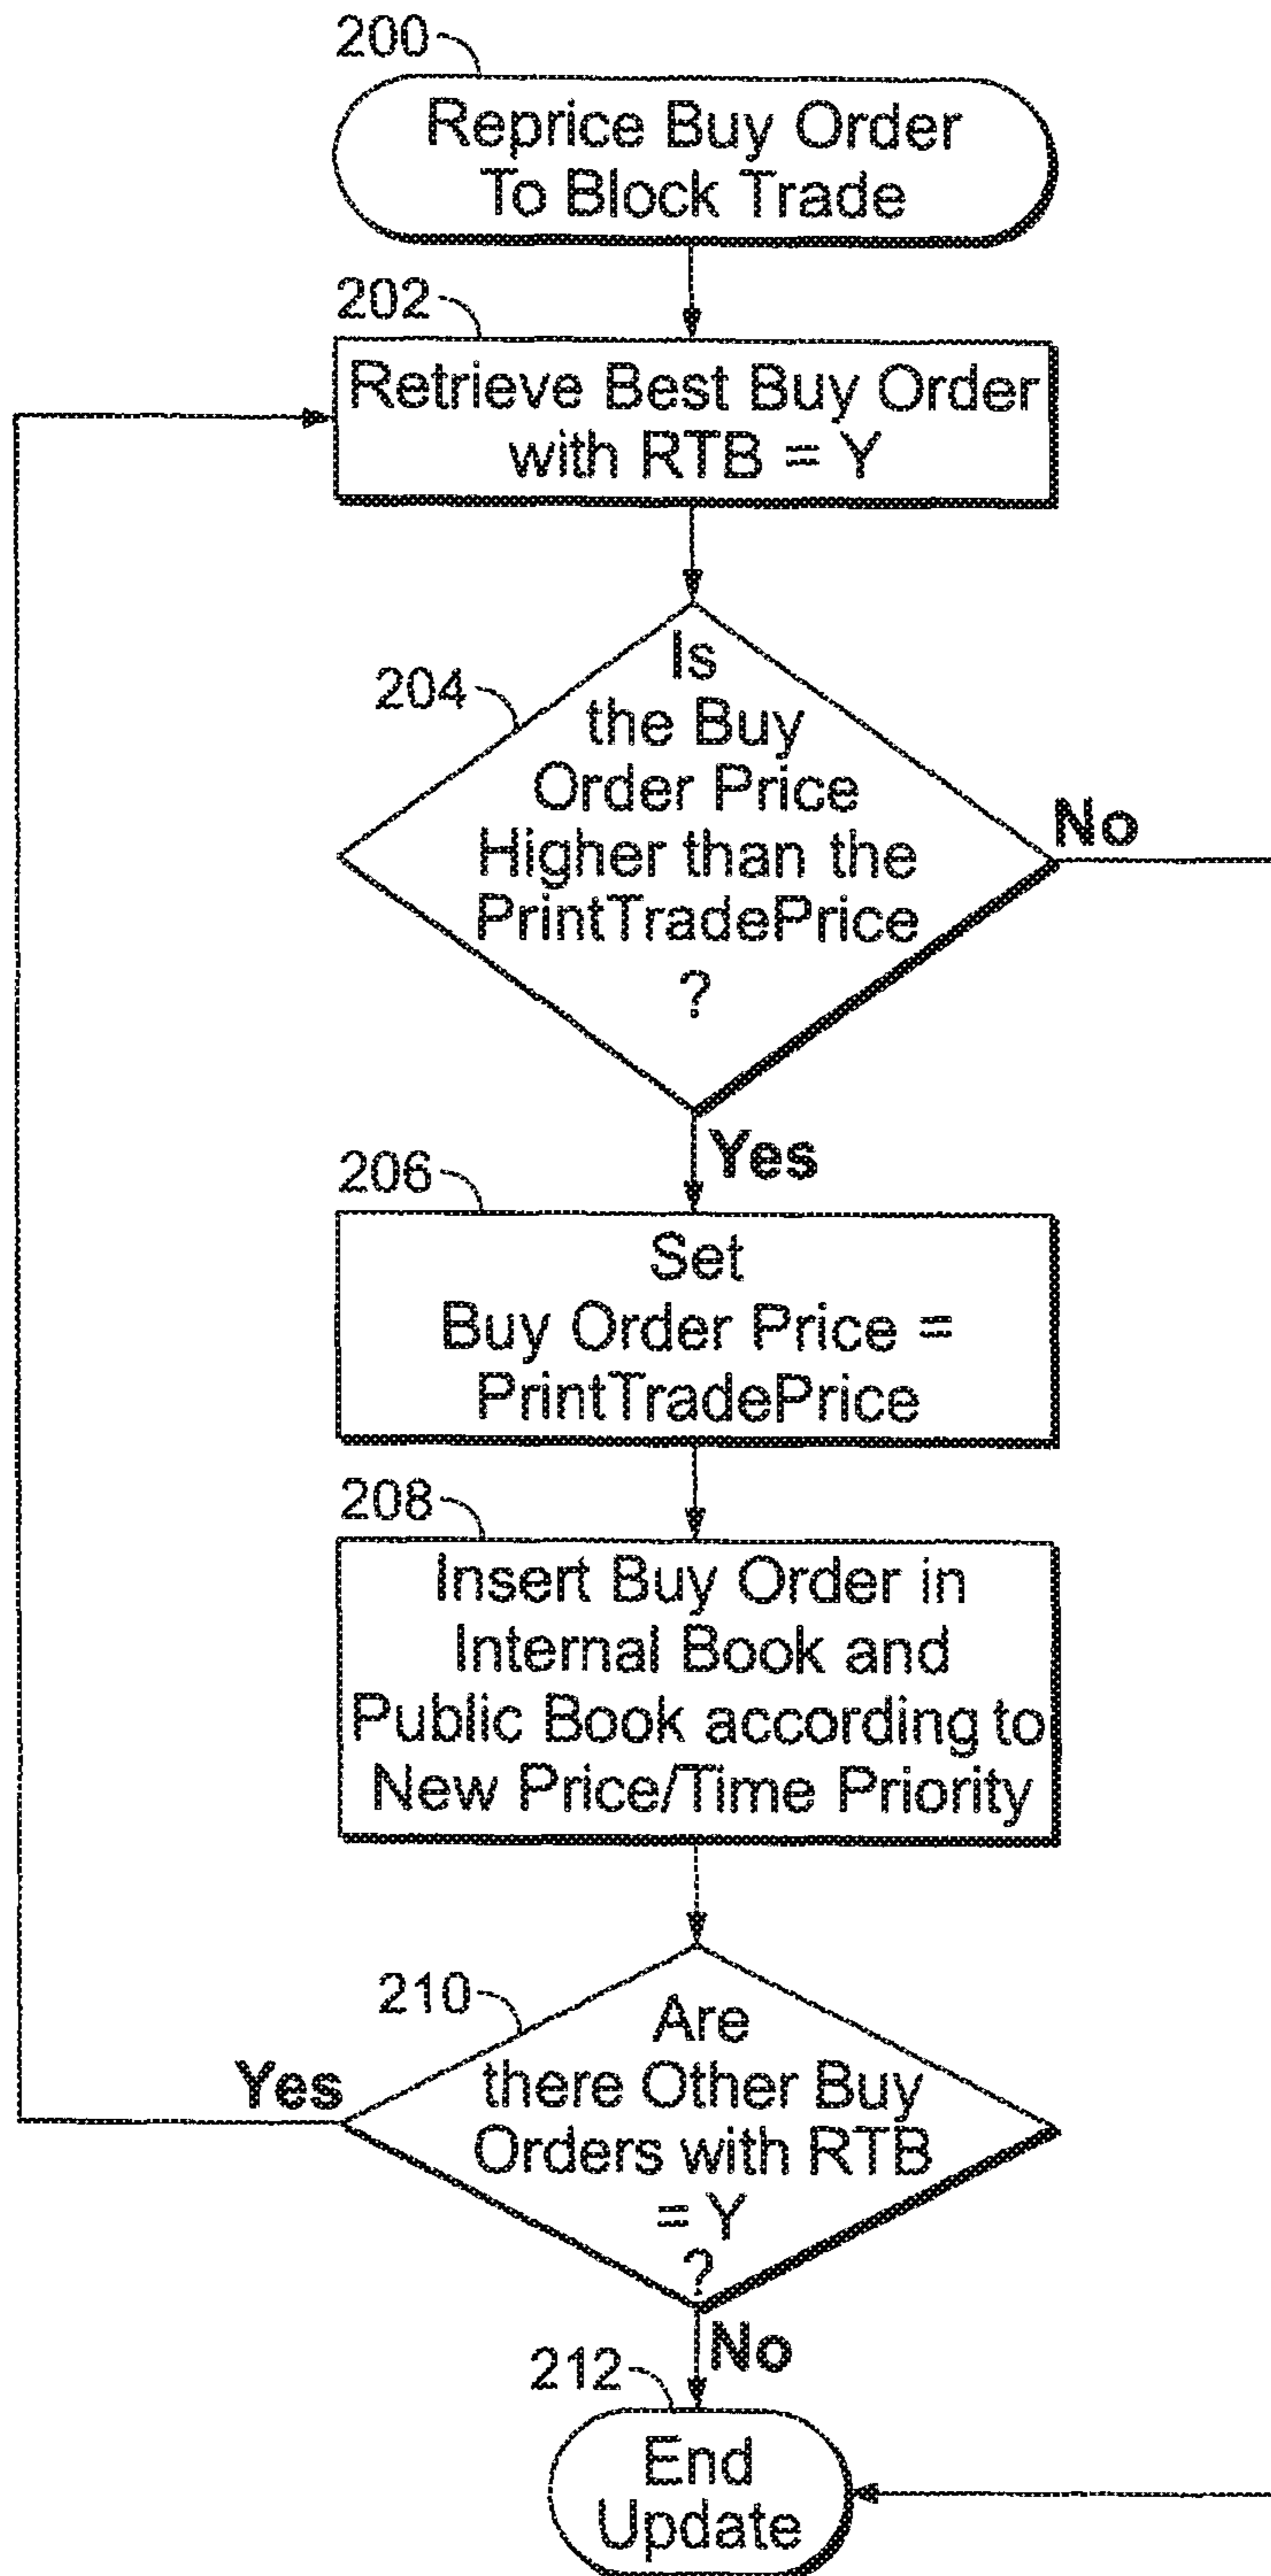 200
Reprice Buy Order
To Block Trade
202
Retrieve Best Buy Order
with RTB = Y
204
Is
the Buy
Order Price
Higher than the
PrintTradePrice
?
No
Yes
206
Set
Buy Order Price =
PrintTradePrice
208
Insert Buy Order in
Internal Book and
Public Book according to
New Price/Time Priority
210
Are
there Other Buy
Orders with RTB
= Y
?
Yes
No
212
End
Update